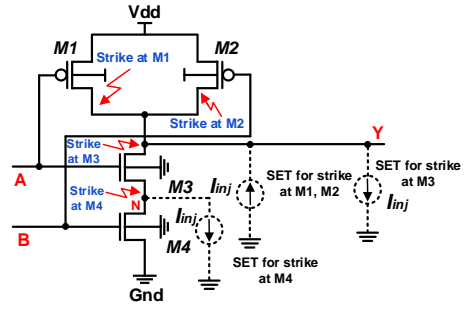 Vdd
M1
M2
Strike at M1
Strike at M2
Y
Strike
at M3
A
Strike
at M4
N
M3
Iinj
SET for strike
at M1, M2
SET for strike
at M3
Iinj
Iinj
M4
B
SET for strike
at M4
Gnd